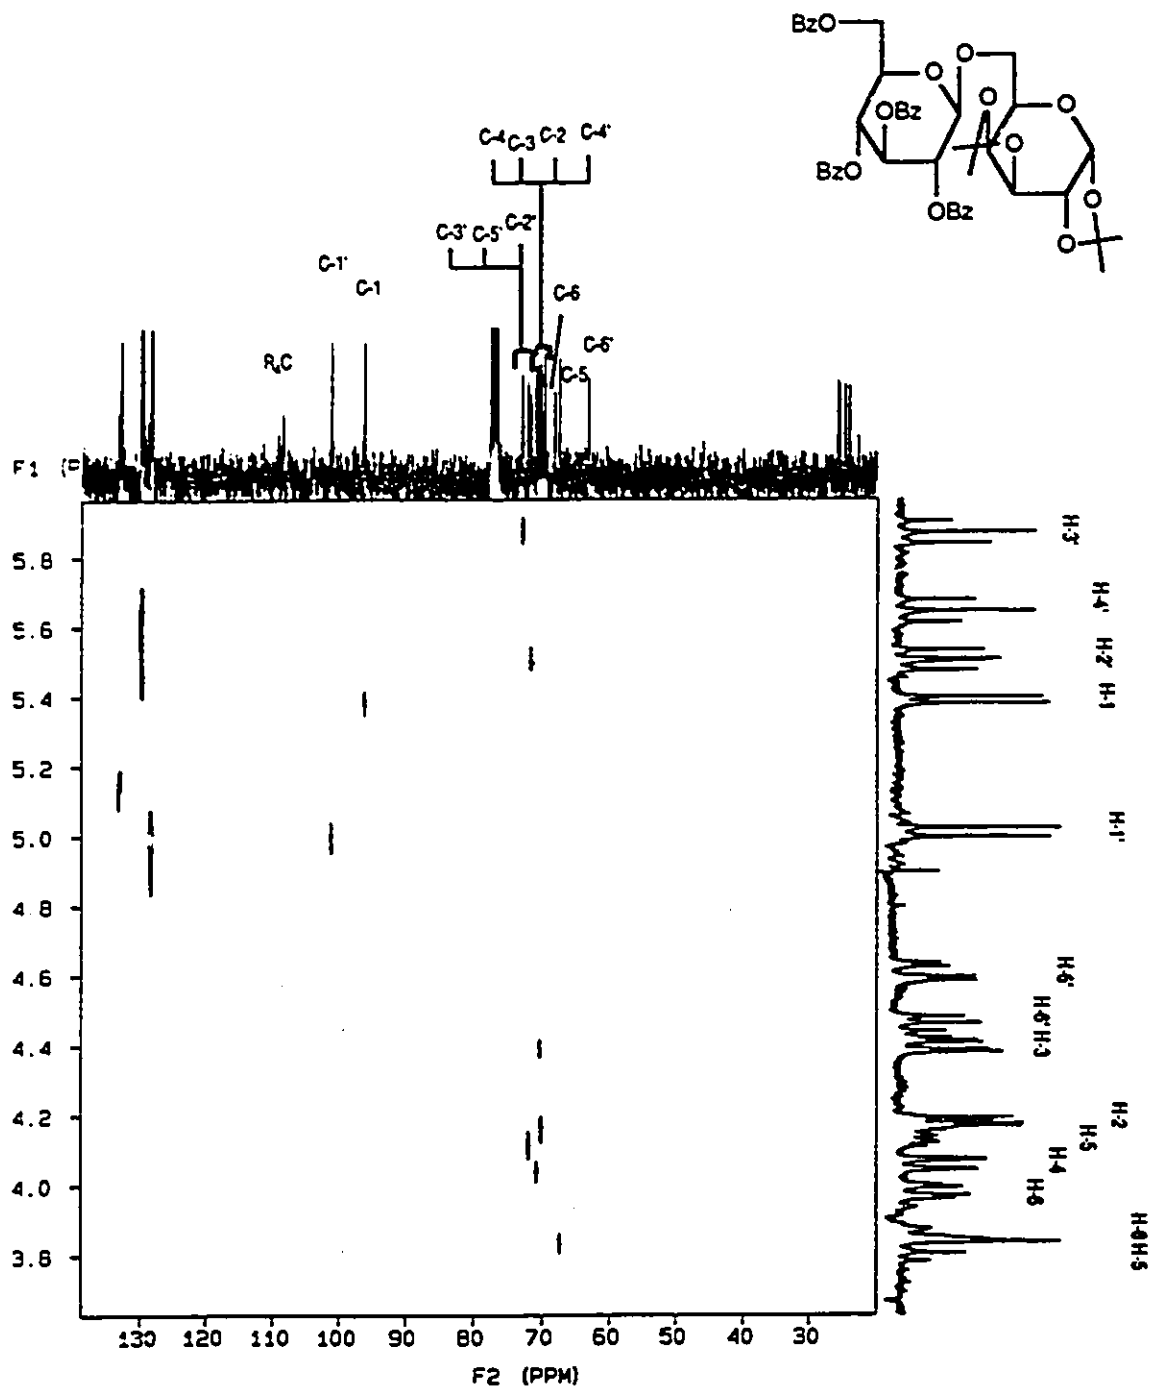 BzO
O
O
O
O
OBz
O
O
BzO
OBz
O
O
C-4 C-3 C-2 C-4'
C-3' C-5' C-2'
C-1'
C-1
C-6
C-6'
C-5
R₄C
F1 (P
H-3'
5.8
H-4'
5.6
H-2'
H-1
5.4
5.2
5.0
H-1'
4.8
4.6
H-6'
H-6' H-3
4.4
4.2
H-2
H-5
H-4
4.0
H-6
H-6 H-5
3.8
130 120 110 100 90 80 70 60 50 40 30
F2 (PPM)